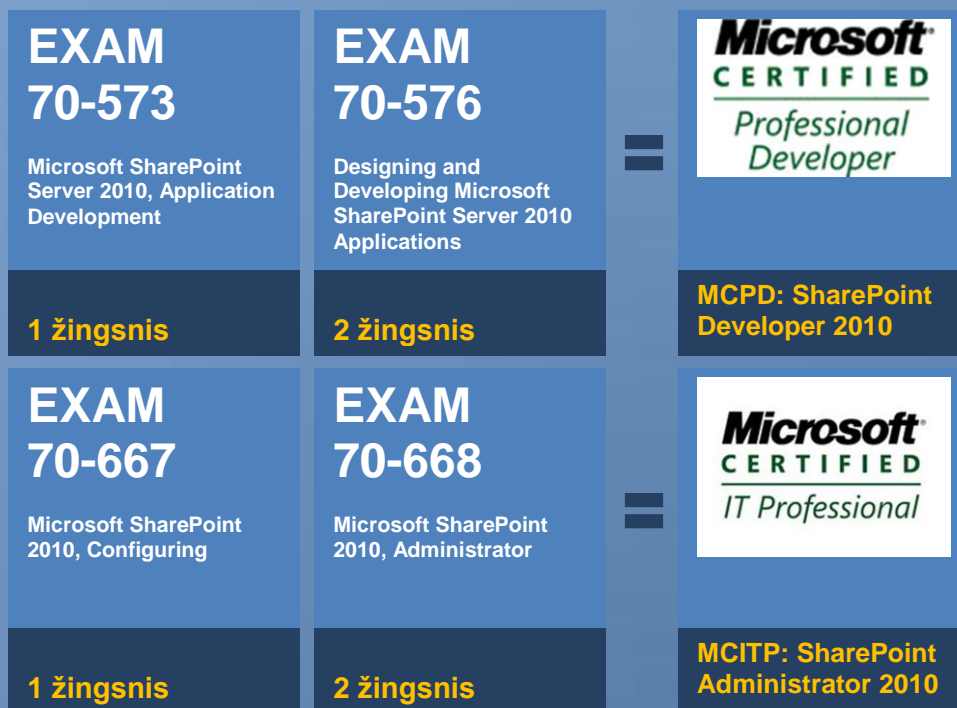 EXAM
70-573
Microsoft SharePoint
Server 2010, Application
Development
1 žingsnis
EXAM
70-576
Designing and
Developing Microsoft
SharePoint Server 2010
Applications
2 žingsnis
=
Microsoft
CERTIFIED
Professional
Developer
MCPD: SharePoint
Developer 2010
EXAM
70-667
Microsoft SharePoint
2010, Configuring
1 žingsnis
EXAM
70-668
Microsoft SharePoint
2010, Administrator
2 žingsnis
=
Microsoft
CERTIFIED
IT Professional
MCITP: SharePoint
Administrator 2010